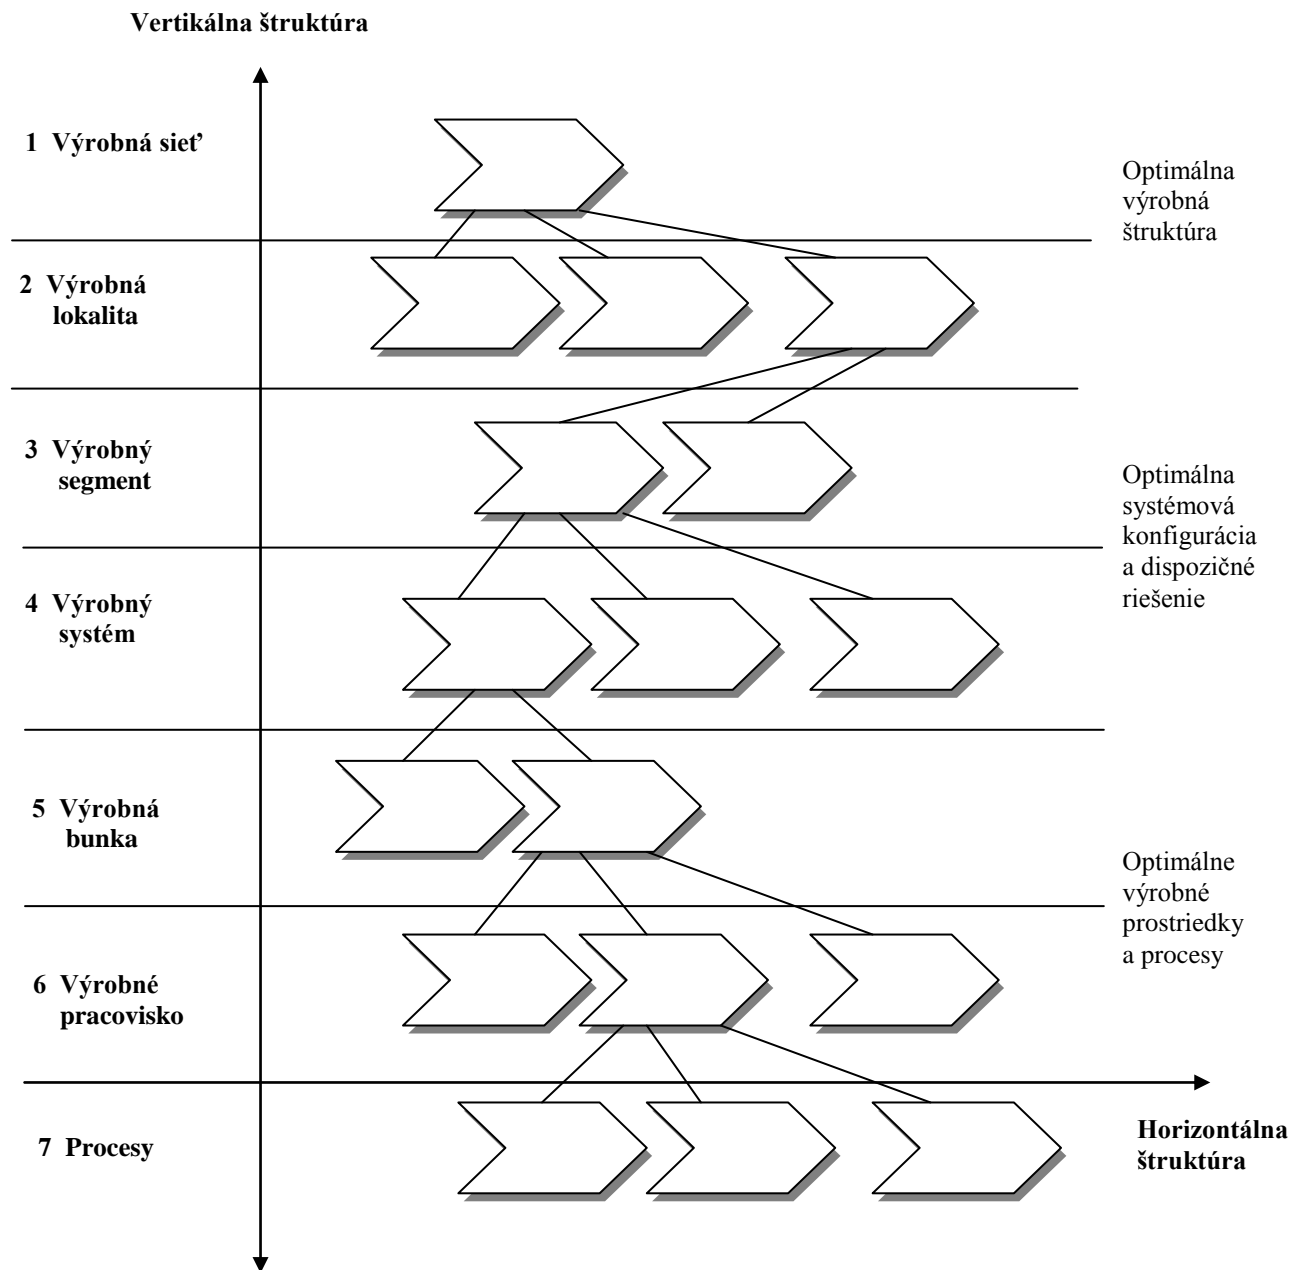 Vertikálna štruktúra
1 Výrobná sieť
Optimálna
výrobná
štruktúra
2 Výrobná
lokalita
3 Výrobný
segment
Optimálna
systémová
konfigurácia
a dispozičné
riešenie
4 Výrobný
systém
5 Výrobná
bunka
Optimálne
výrobné
prostriedky
a procesy
6 Výrobné
pracovisko
7 Procesy
Horizontálna
štruktúra